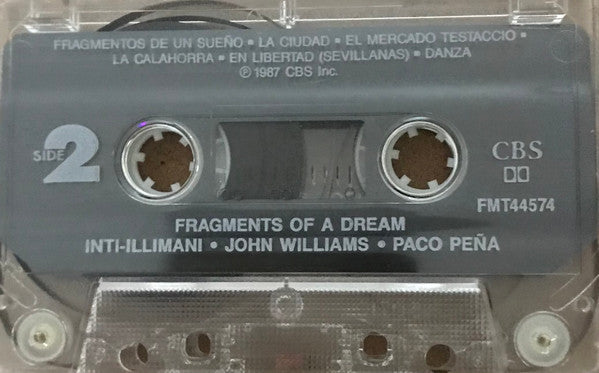 FRAGMENTOS DE UN SUEÑO • LA CIUDAD • EL MERCADO TESTACCIO •
LA CALAHORRA • EN LIBERTAD (SEVILLANAS) • DANZA
℗ 1987 CBS Inc.
SIDE 2
CBS
FMT44574
FRAGMENTS OF A DREAM
INTI-ILLIMANI • JOHN WILLIAMS • PACO PEÑA